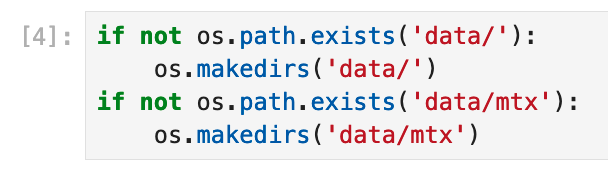 [4]: if not os.path.exists('data/'):
    os.makedirs('data/')
if not os.path.exists('data/mtx'):
    os.makedirs('data/mtx')